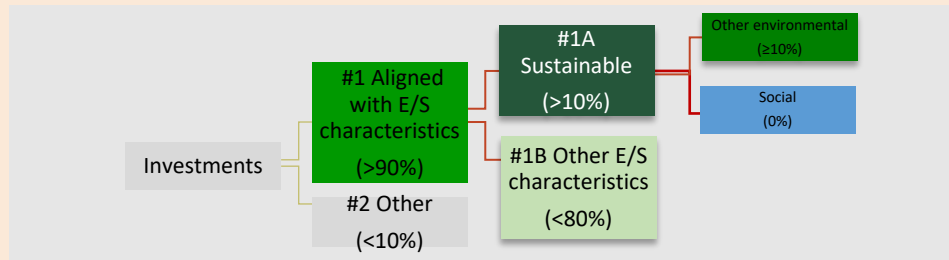 Investments
#1 Aligned
with E/S
characteristics
(>90%)
#2 Other
(<10%)
#1A
Sustainable
(>10%)
#1B Other E/S
characteristics
(<80%)
Other environmental
(≥10%)
Social
(0%)